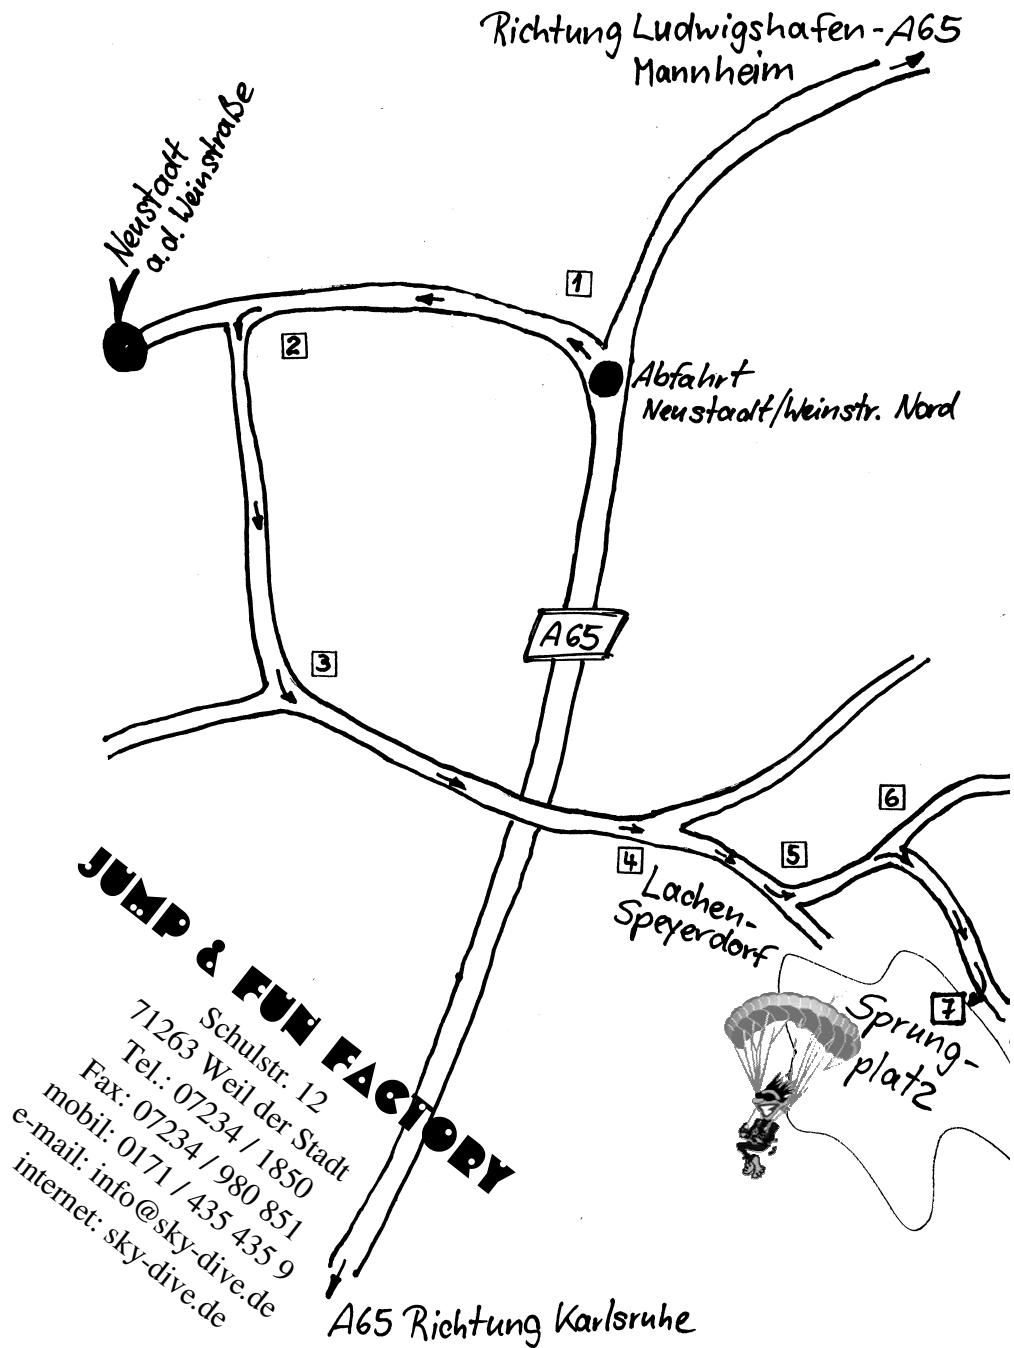 Richtung Ludwigshafen-A65
Mannheim
Neustadt
a.d. Weinstraße
1
2
Abfahrt
Neustadt/Weinstr. Nord
A65
3
6
4
5
Lachen-
Speyerdorf
7
Sprung-
platz
JUMP & FUN FACTORY
Schulstr. 12
71263 Weil der Stadt
Tel.: 07234 / 1850
Fax: 07234 / 980 851
mobil: 0171 / 435 435 9
e-mail: info@sky-dive.de
internet: sky-dive.de
A65 Richtung Karlsruhe